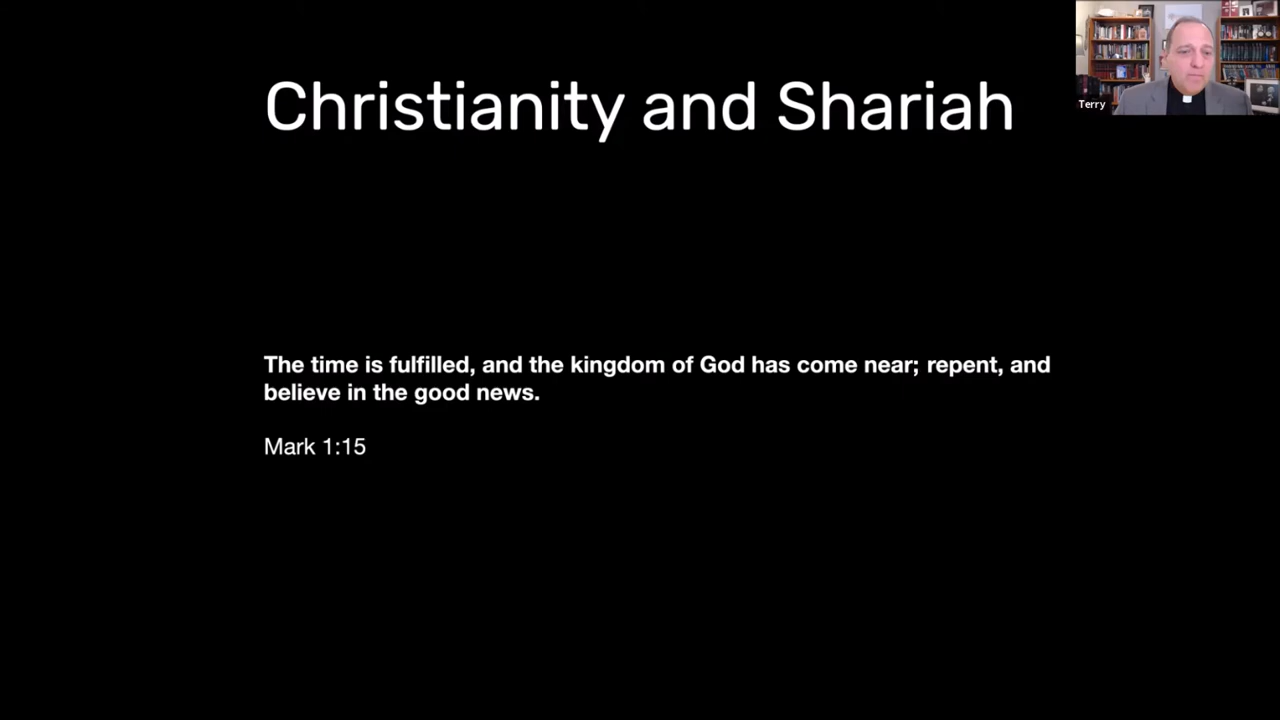 Christianity and Shariah
Terry
The time is fulfilled, and the kingdom of God has come near; repent, and
believe in the good news.
Mark 1:15